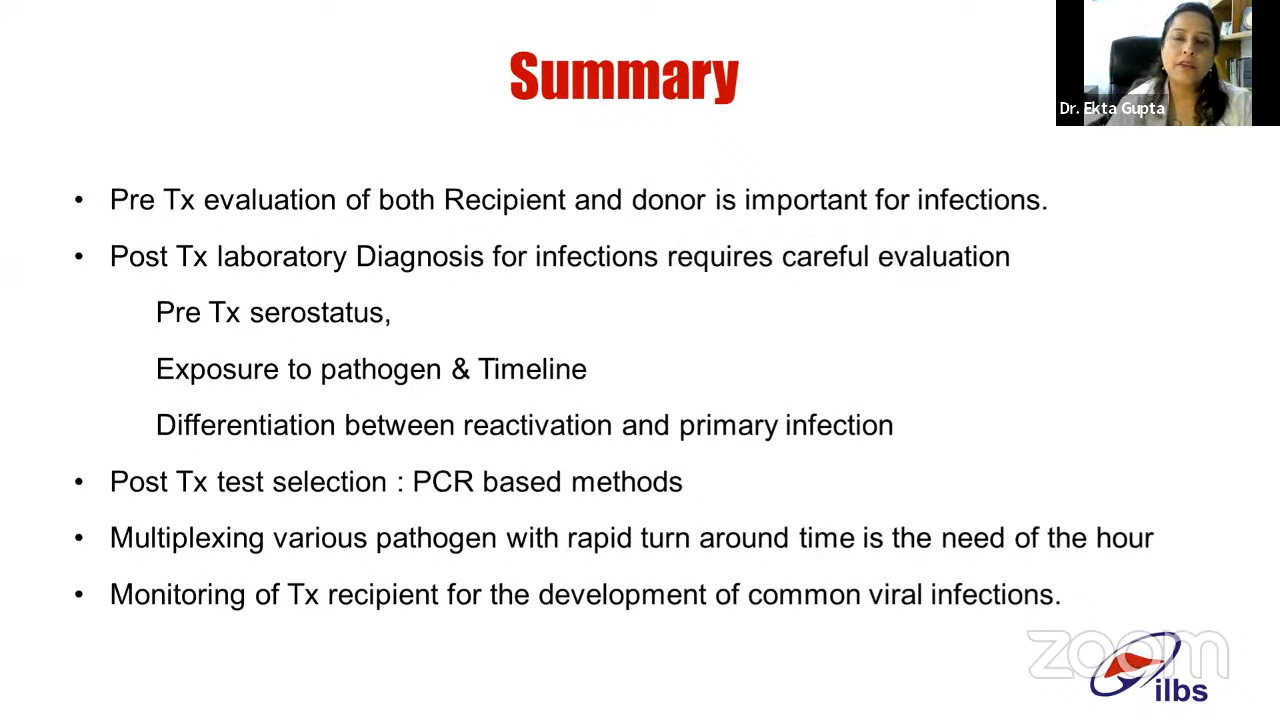 Summary
Dr. Ekta Gupta
• Pre Tx evaluation of both Recipient and donor is important for infections.
• Post Tx laboratory Diagnosis for infections requires careful evaluation
Pre Tx serostatus,
Exposure to pathogen & Timeline
Differentiation between reactivation and primary infection
• Post Tx test selection : PCR based methods
• Multiplexing various pathogen with rapid turn around time is the need of the hour
• Monitoring of Tx recipient for the development of common viral infections.
zoom
ilbs